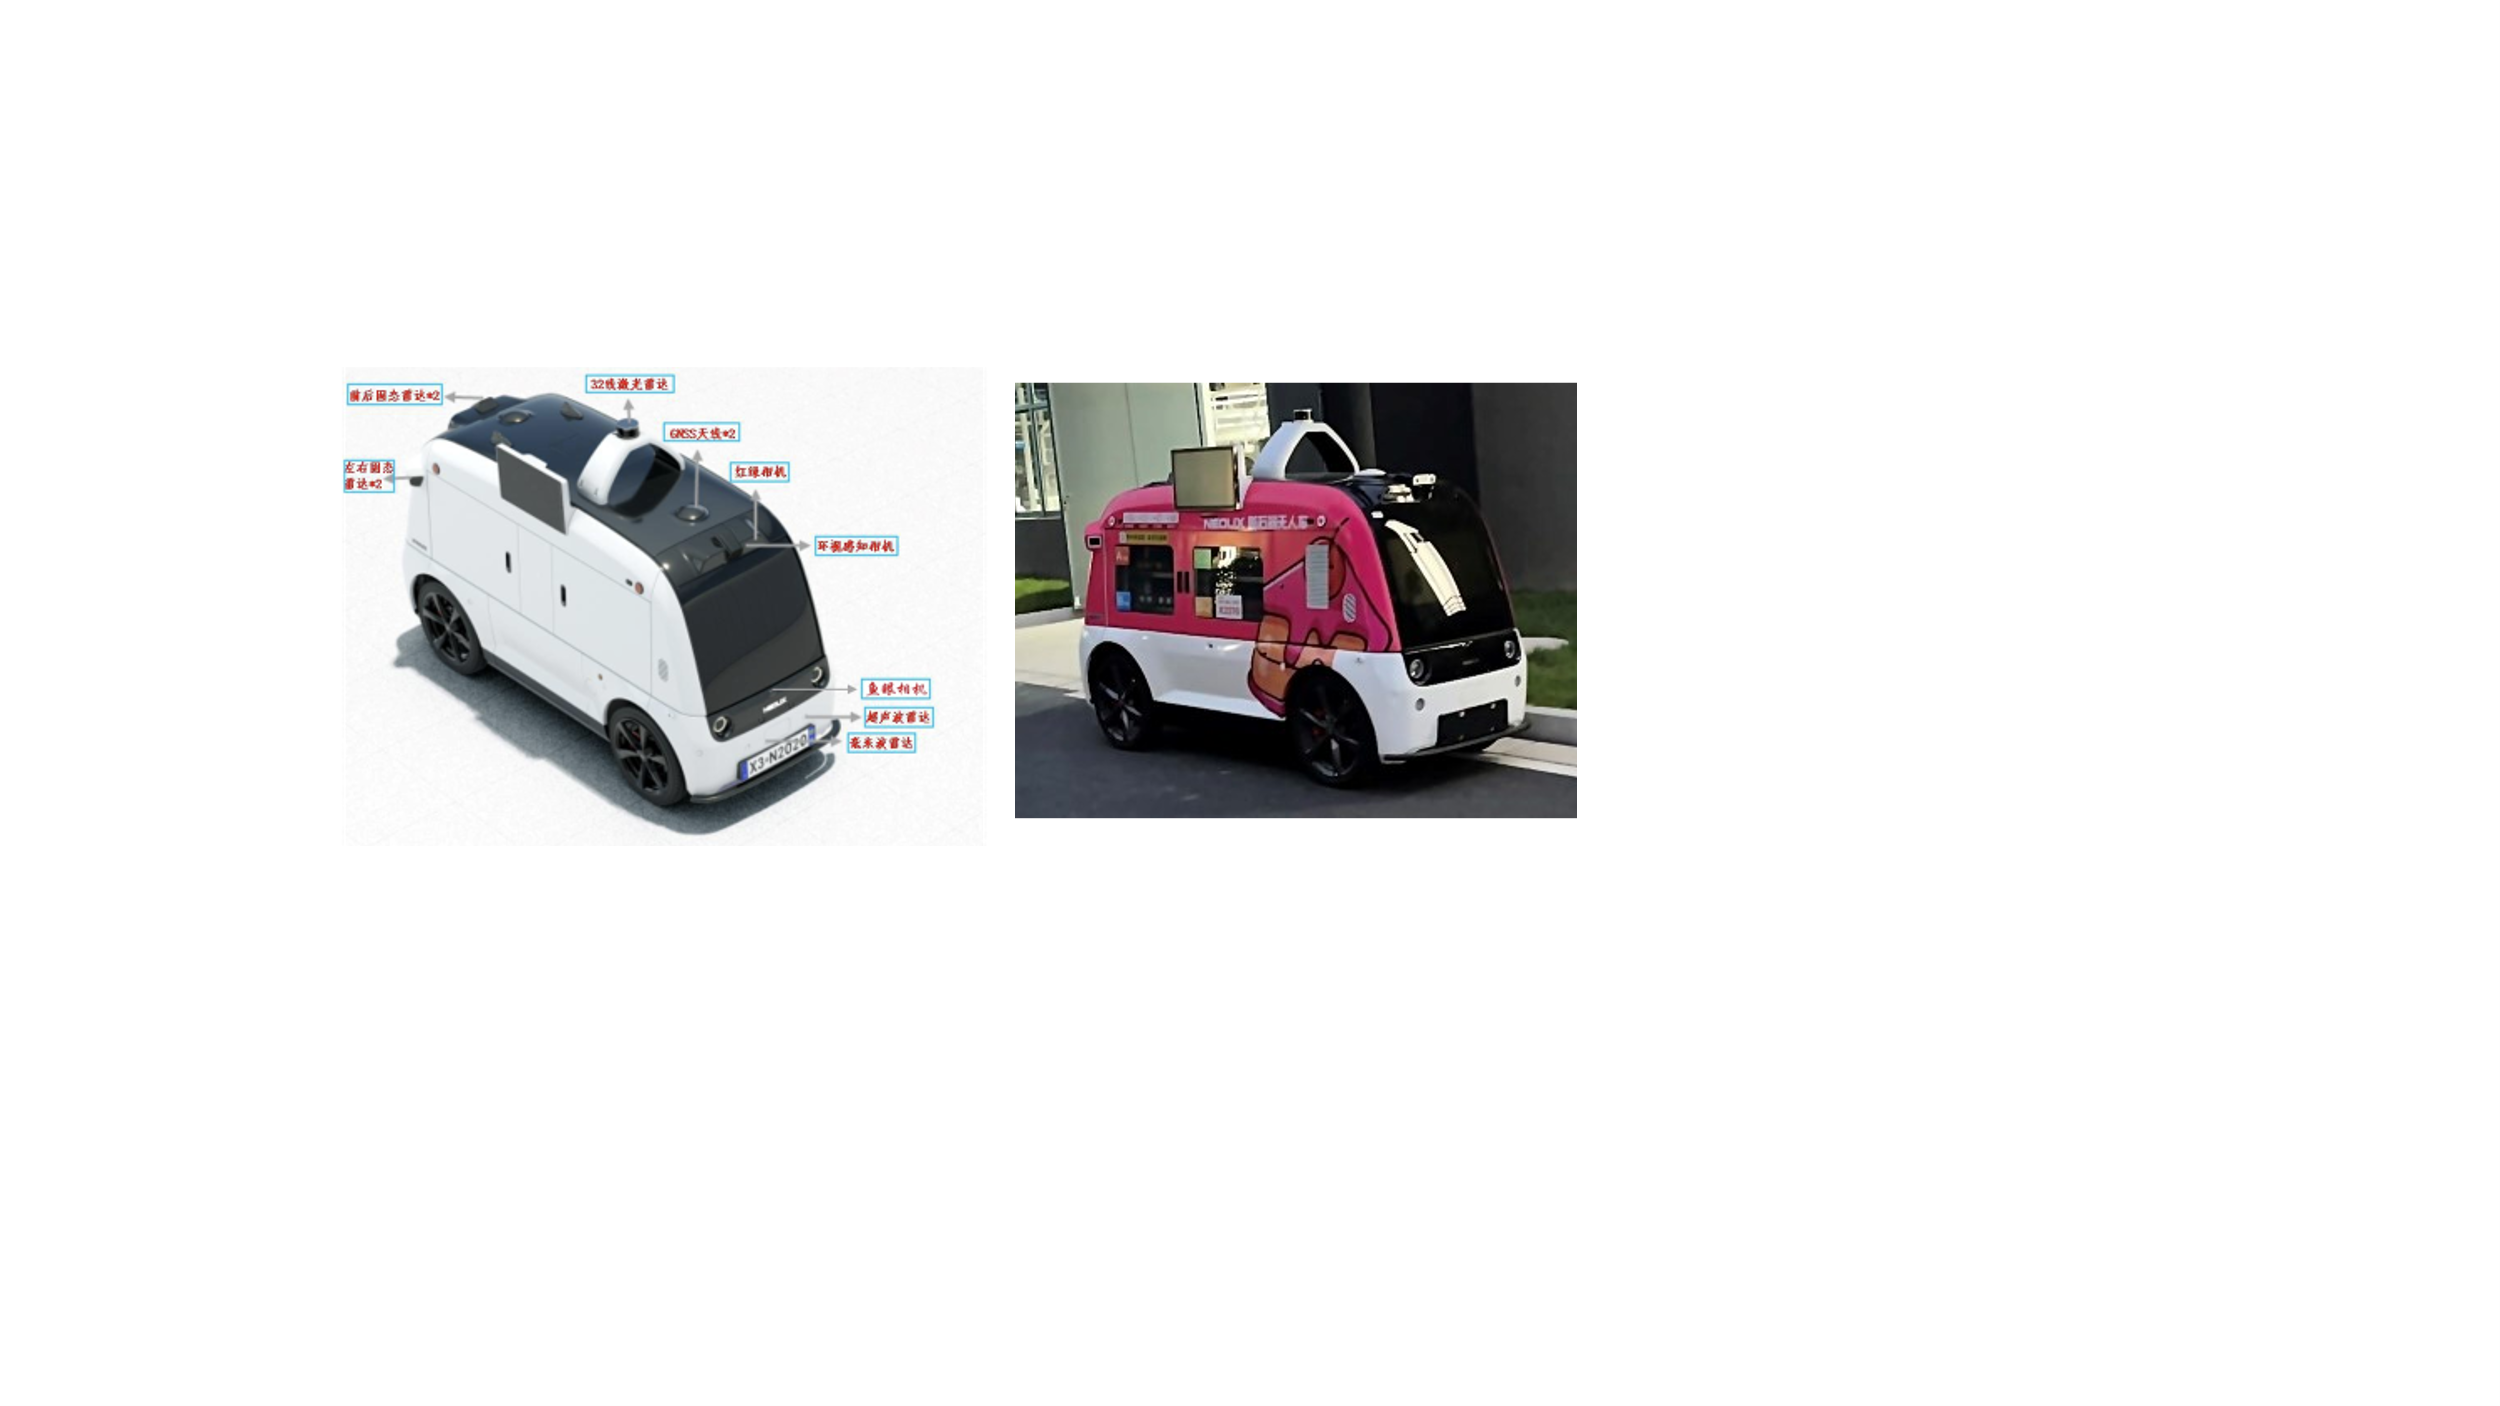 32线激光雷达
前后固态雷达*2
GNSS天线*2
左右固态
雷达*2
红绿相机
环视感知相机
鱼眼相机
超声波雷达
毫米波雷达
NEOLIX
X3·N2020
NEOLIX 新石器无人车